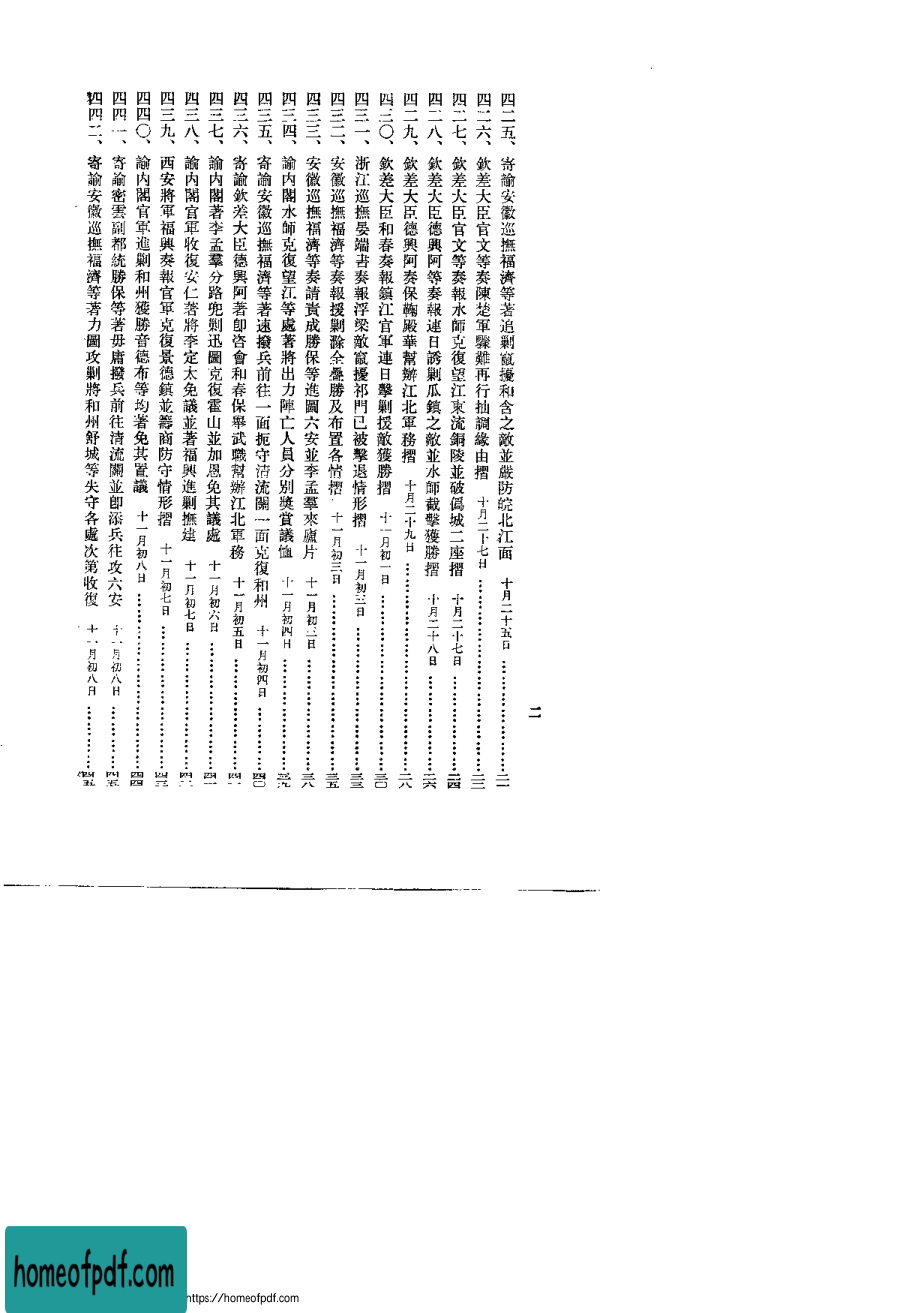 四二五、寄諭安徽巡撫福濟等著追剿竄擾和含之敵並嚴防皖北江面 十月二十五日……二一
四二六、欽差大臣官文等奏陳楚軍驟難再行抽調緣由摺 十月二十七日……二三
四二七、欽差大臣官文等奏報水師克復望江東流銅陵並破僞城二座摺 十月二十七日……二四
四二八、欽差大臣德興阿等奏報連日誘剿瓜鎮之敵並水師截擊獲勝摺 十月二十八日……二六
四二九、欽差大臣德興阿奏保鞠殿華幫辦江北軍務摺 十月二十九日……二八
四三〇、欽差大臣和春奏報鎮江官軍連日擊剿援敵獲勝摺 十一月初一日……三〇
四三一、浙江巡撫晏端書奏報浮梁敵竄擾祁門已被擊退情形摺 十一月初三日……三三
四三二、安徽巡撫福濟等奏報援剿滁全疊勝及布置各情摺 十一月初三日……三五
四三三、安徽巡撫福濟等奏請責成勝保等進圖六安並李孟羣來廬片 十一月初三日……三八
四三四、諭內閣水師克復望江等處著將出力陣亡人員分別獎賞議恤 十一月初四日……三九
四三五、寄諭安徽巡撫福濟等著速撥兵前往一面扼守清流關一面克復和州 十一月初四日……四〇
四三六、寄諭欽差大臣德興阿著卽咨會和春保舉武職幫辦江北軍務 十一月初五日……四一
四三七、諭內閣著李孟羣分路兜剿迅圖克復霍山並加恩免其議處 十一月初六日……四一
四三八、諭內閣官軍收復安仁著將李定太免議並著福興進剿撫建 十一月初七日……四二
四三九、西安將軍福興奏報官軍克復景德鎮並籌商防守情形摺 十一月初七日……四三
四四〇、諭內閣官軍進剿和州獲勝音德布等均著免其置議 十一月初八日……四四
四四一、寄諭密雲副都統勝保等著毋庸撥兵前往清流關並卽添兵往攻六安 十一月初八日……四五
四四二、寄諭安徽巡撫福濟等著力圖攻剿將和州舒城等失守各處次第收復 十一月初八日……四五
二
homeofpdf.com
https://homeofpdf.com